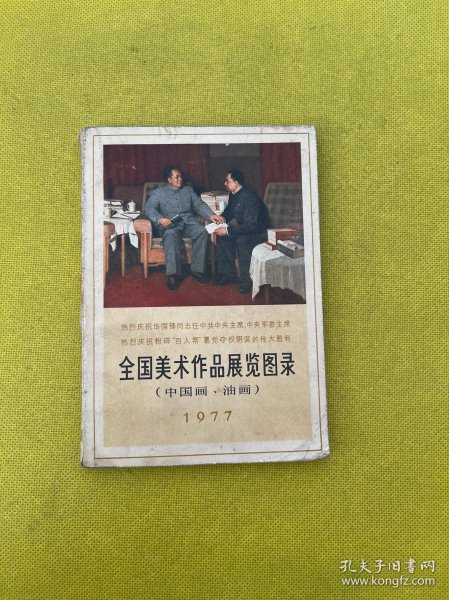 热烈庆祝华国锋同志任中共中央主席、中央军委主席
热烈庆祝粉碎“四人帮”篡党夺权阴谋的伟大胜利
全国美术作品展览图录
(中国画、油画)
1977
孔夫子旧书网
www.kongfz.com